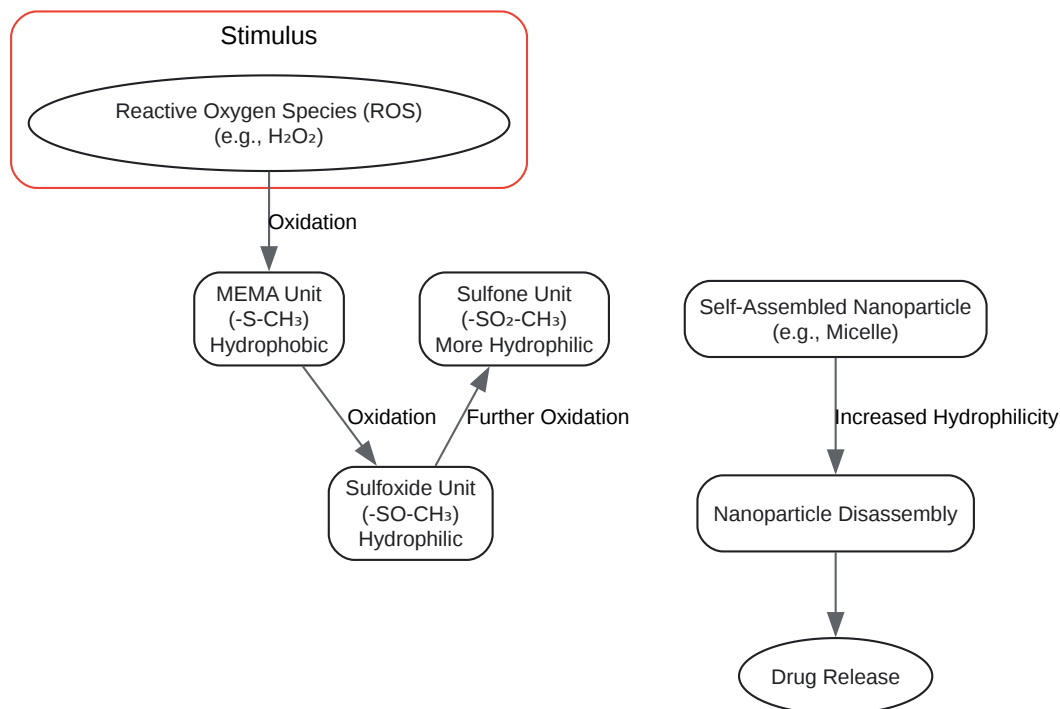 Stimulus
Reactive Oxygen Species (ROS)
(e.g., H₂O₂)
Oxidation
MEMA Unit
(-S-CH₃)
Hydrophobic
Sulfone Unit
(-SO₂-CH₃)
More Hydrophilic
Oxidation
Further Oxidation
Sulfoxide Unit
(-SO-CH₃)
Hydrophilic
Self-Assembled Nanoparticle
(e.g., Micelle)
Increased Hydrophilicity
Nanoparticle Disassembly
Drug Release